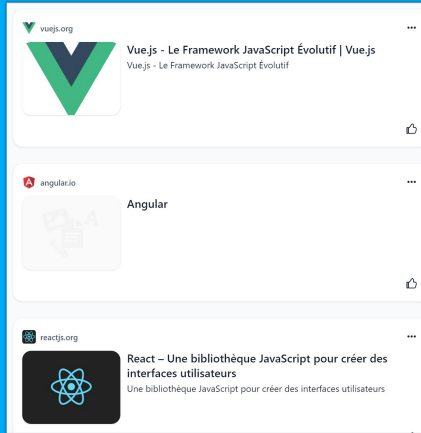 vuejs.org
Vue.js - Le Framework JavaScript Évolutif | Vue.js
Vue.js - Le Framework JavaScript Évolutif
angular.io
Angular
reactjs.org
React – Une bibliothèque JavaScript pour créer des
interfaces utilisateurs
Une bibliothèque JavaScript pour créer des interfaces utilisateurs